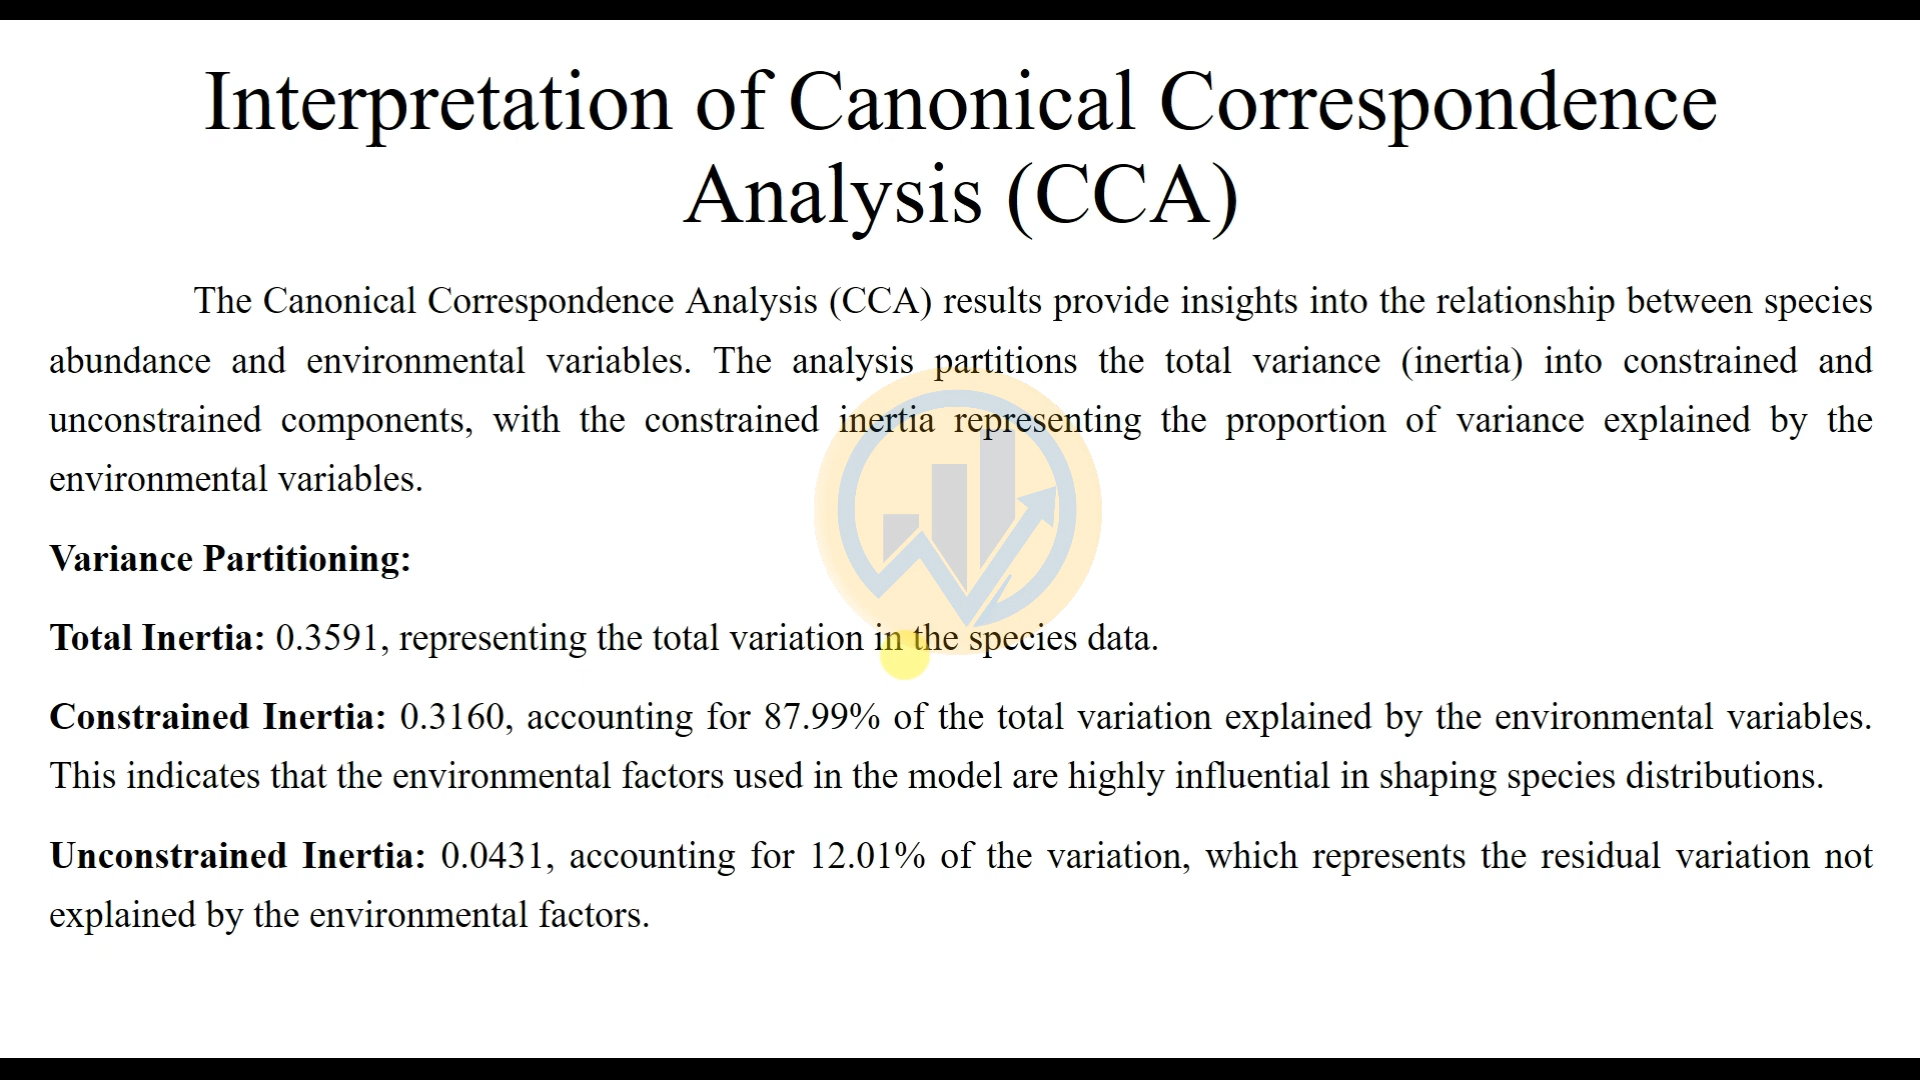 Interpretation of Canonical Correspondence
Analysis (CCA)
The Canonical Correspondence Analysis (CCA) results provide insights into the relationship between species
abundance and environmental variables. The analysis partitions the total variance (inertia) into constrained and
unconstrained components, with the constrained inertia representing the proportion of variance explained by the
environmental variables.
Variance Partitioning:
Total Inertia: 0.3591, representing the total variation in the species data.
Constrained Inertia: 0.3160, accounting for 87.99% of the total variation explained by the environmental variables.
This indicates that the environmental factors used in the model are highly influential in shaping species distributions.
Unconstrained Inertia: 0.0431, accounting for 12.01% of the variation, which represents the residual variation not
explained by the environmental factors.